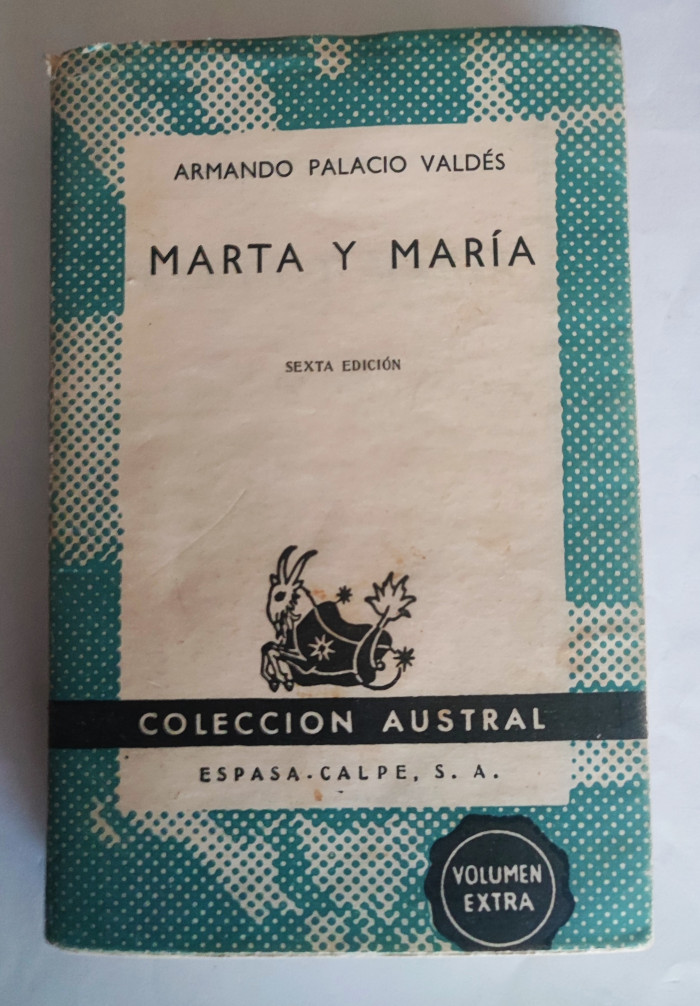 ARMANDO PALACIO VALDÉS
MARTA Y MARÍA
SEXTA EDICIÓN
COLECCION AUSTRAL
ESPASA-CALPE, S. A.
VOLUMEN
EXTRA